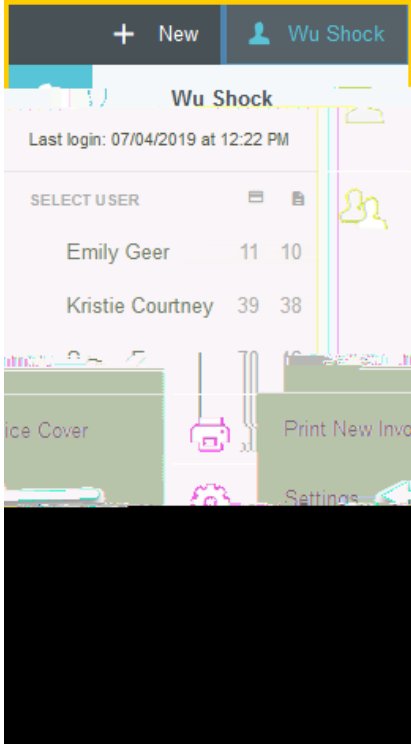 + New Wu Shock
Wu Shock
Last login: 07/04/2019 at 12:22 PM
SELECT USER
Emily Geer 11 10
Kristie Courtney 39 38
ice Cover Print New Invo
Settings